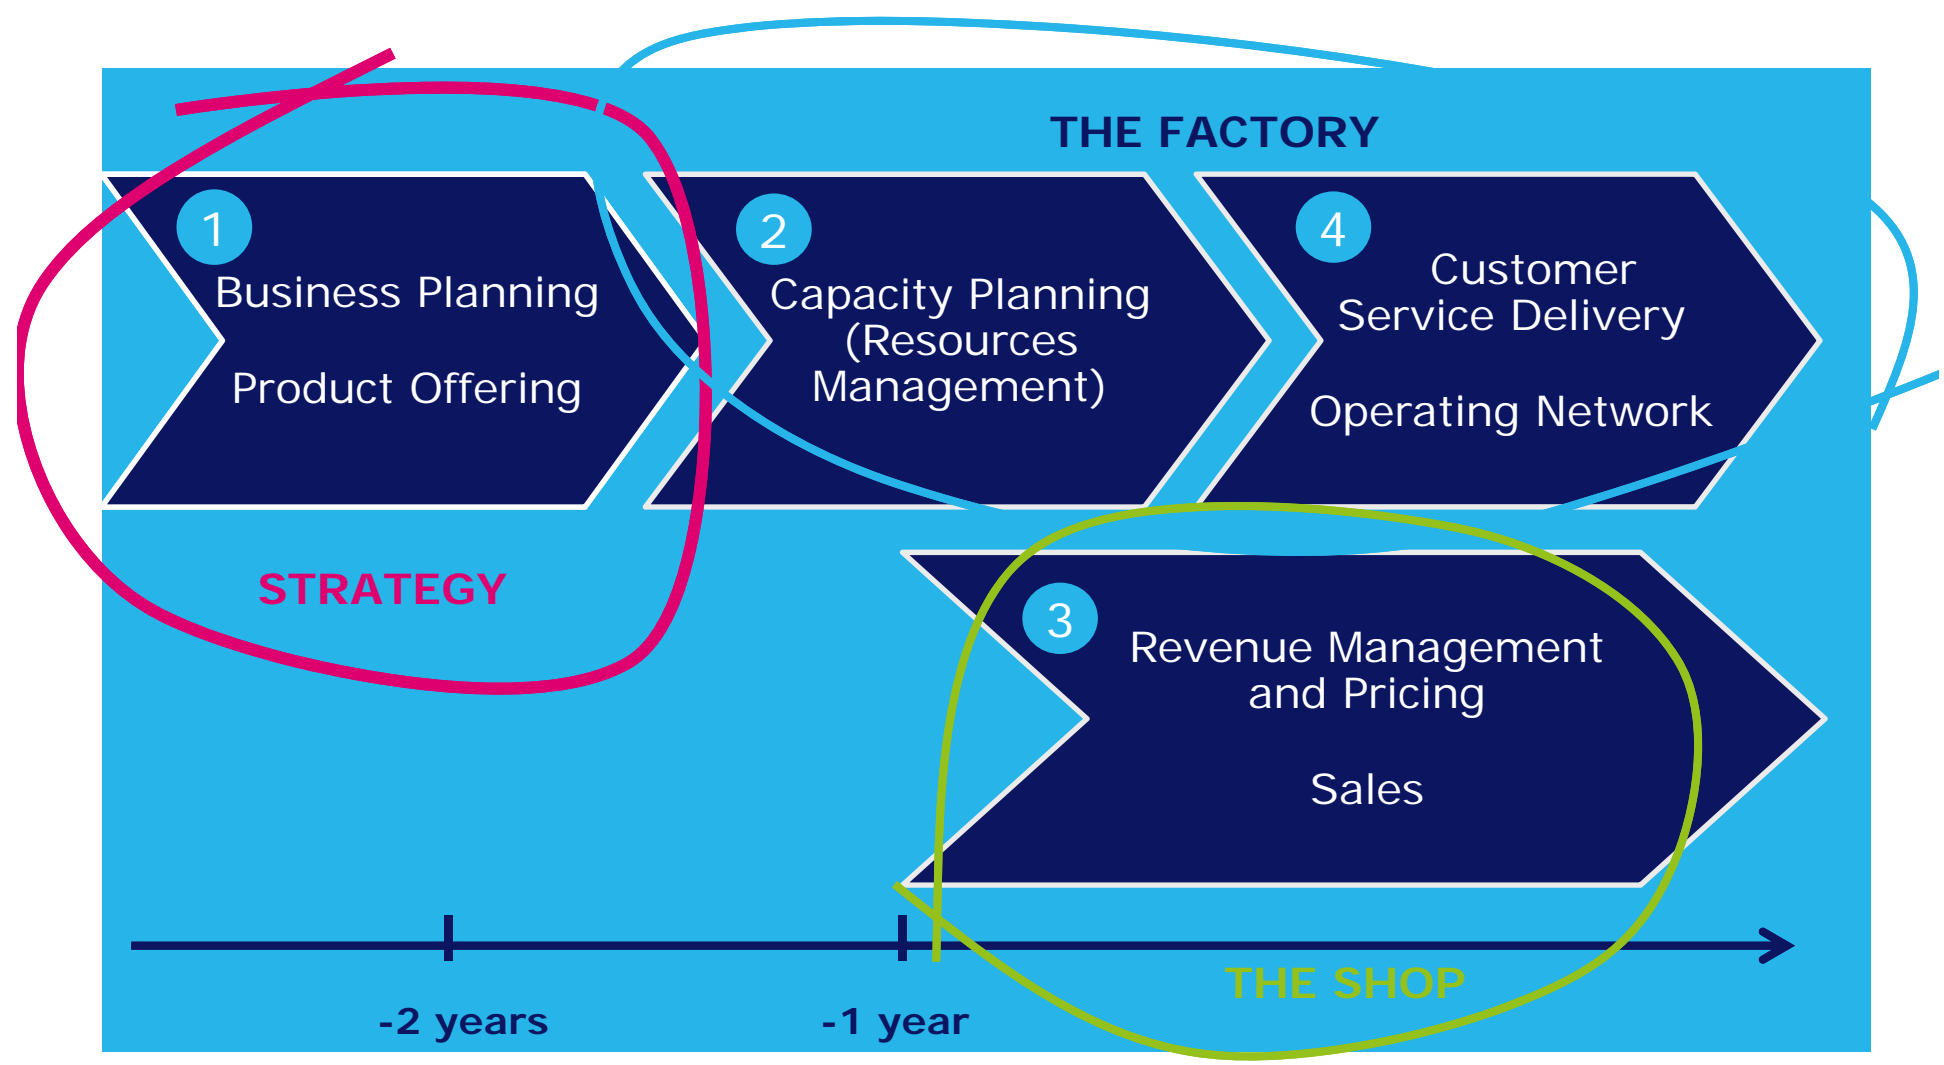 THE FACTORY
1
Business Planning
Product Offering
2
Capacity Planning
(Resources
Management)
4
Customer
Service Delivery
Operating Network
STRATEGY
3
Revenue Management
and Pricing
Sales
THE SHOP
-2 years
-1 year